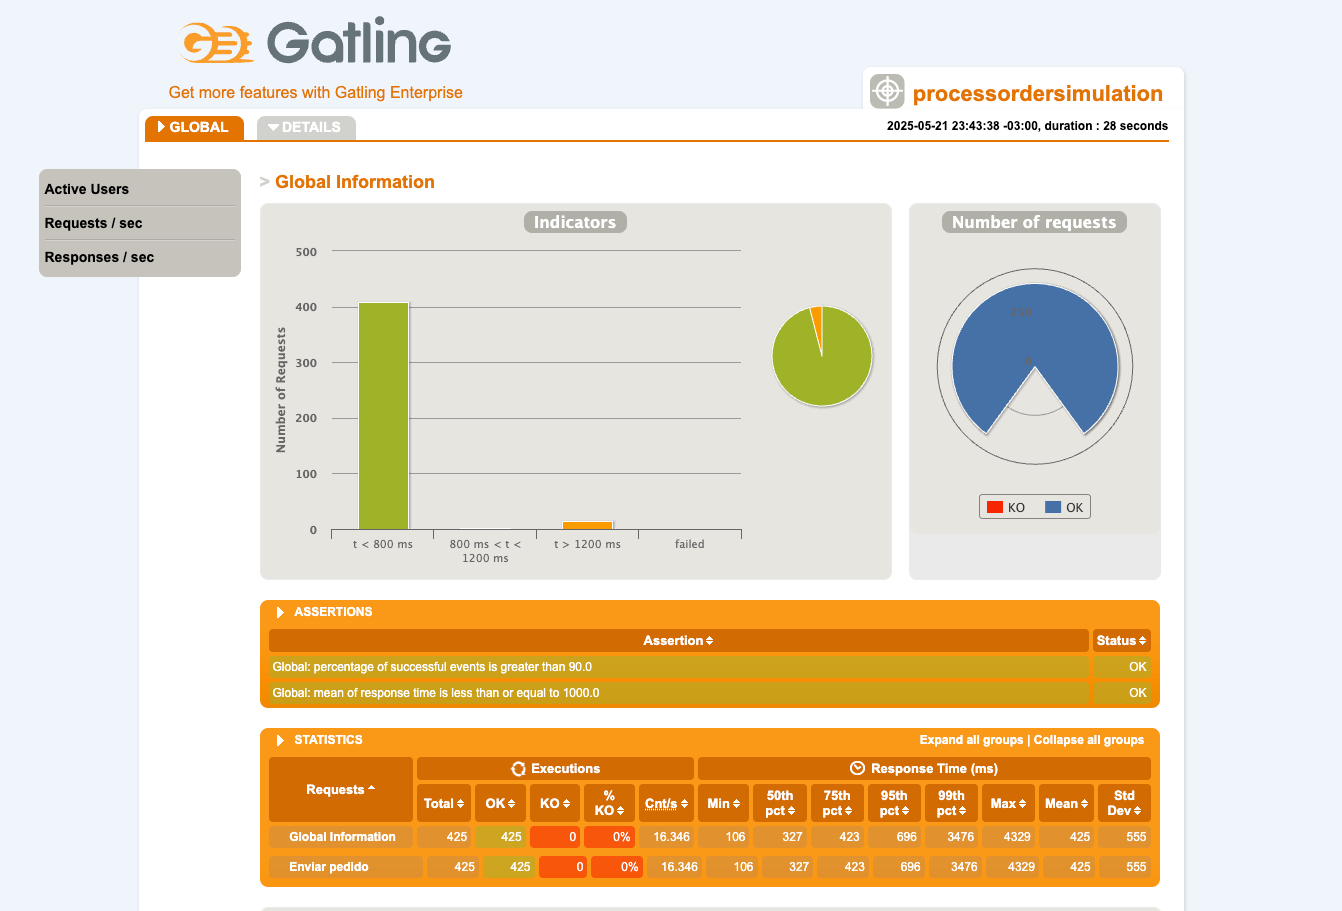 Gatling
Get more features with Gatling Enterprise
processordersimulation
GLOBAL
DETAILS
2025-05-21 23:43:38 -03:00, duration : 28 seconds
Active Users
Requests / sec
Responses / sec
> Global Information
Indicators
Number of Requests
500
400
300
200
100
0
t < 800 ms
800 ms < t <
1200 ms
t > 1200 ms
failed
Number of requests
0
KO
OK
ASSERTIONS
Assertion Status
Global: percentage of successful events is greater than 90.0 OK
Global: mean of response time is less than or equal to 1000.0 OK
STATISTICS
Expand all groups | Collapse all groups
Requests
Executions
Response Time (ms)
Total OK KO % KO Cnt/s Min 50th pct 75th pct 95th pct 99th pct Max Mean Std Dev
Global Information 425 425 0 0% 16.346 106 327 423 696 3476 4329 425 555
Enviar pedido 425 425 0 0% 16.346 106 327 423 696 3476 4329 425 555